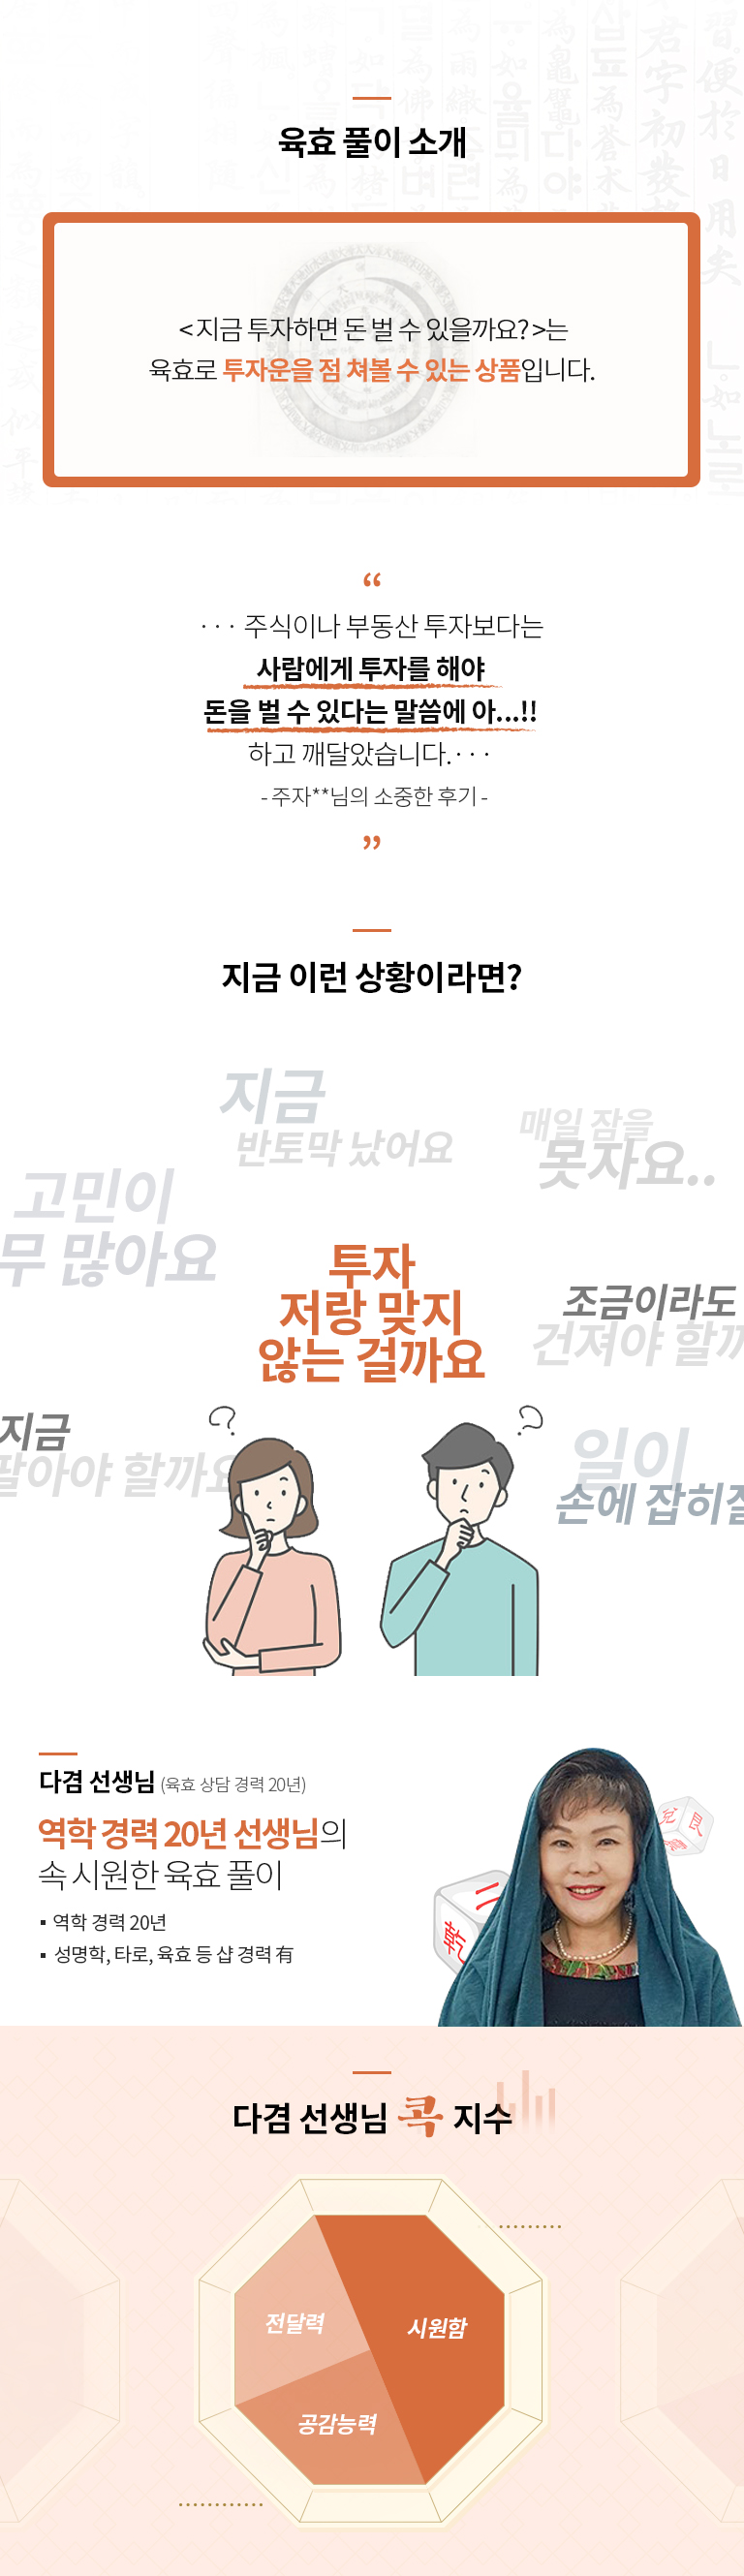 육효 풀이 소개
< 지금 투자하면 돈 벌 수 있을까요? >는
육효로 투자운을 점 쳐볼 수 있는 상품입니다.
“
· · · 주식이나 부동산 투자보다는
사람에게 투자를 해야
돈을 벌 수 있다는 말씀에 아...!!
하고 깨달았습니다. · · ·
- 주자**님의 소중한 후기 -
”
지금 이런 상황이라면?
지금
반토막 났어요
매일 잠을
못자요..
고민이
무 많아요
투자
저랑 맞지
않는 걸까요
조금이라도
건져야 할까
지금
팔아야 할까요
일이
손에 잡히질
다겸 선생님 (육효 상담 경력 20년)
역학 경력 20년 선생님의
속 시원한 육효 풀이
▪ 역학 경력 20년
▪ 성명학, 타로, 육효 등 샵 경력 有
兌 艮
乾 二
다겸 선생님 콕 지수
전달력
시원함
공감능력